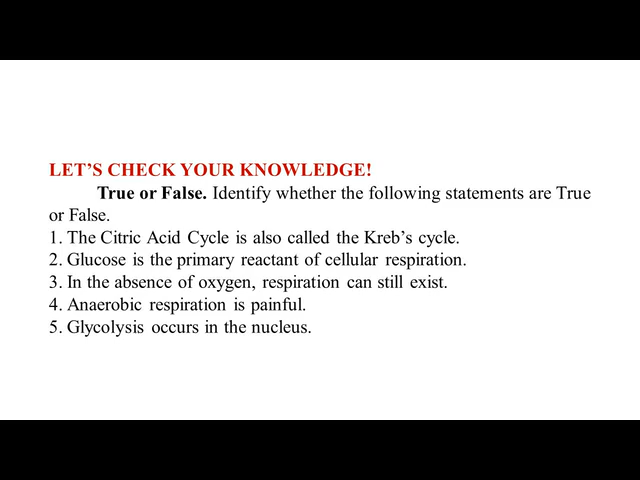 LET’S CHECK YOUR KNOWLEDGE!
True or False. Identify whether the following statements are True
or False.
1. The Citric Acid Cycle is also called the Kreb’s cycle.
2. Glucose is the primary reactant of cellular respiration.
3. In the absence of oxygen, respiration can still exist.
4. Anaerobic respiration is painful.
5. Glycolysis occurs in the nucleus.